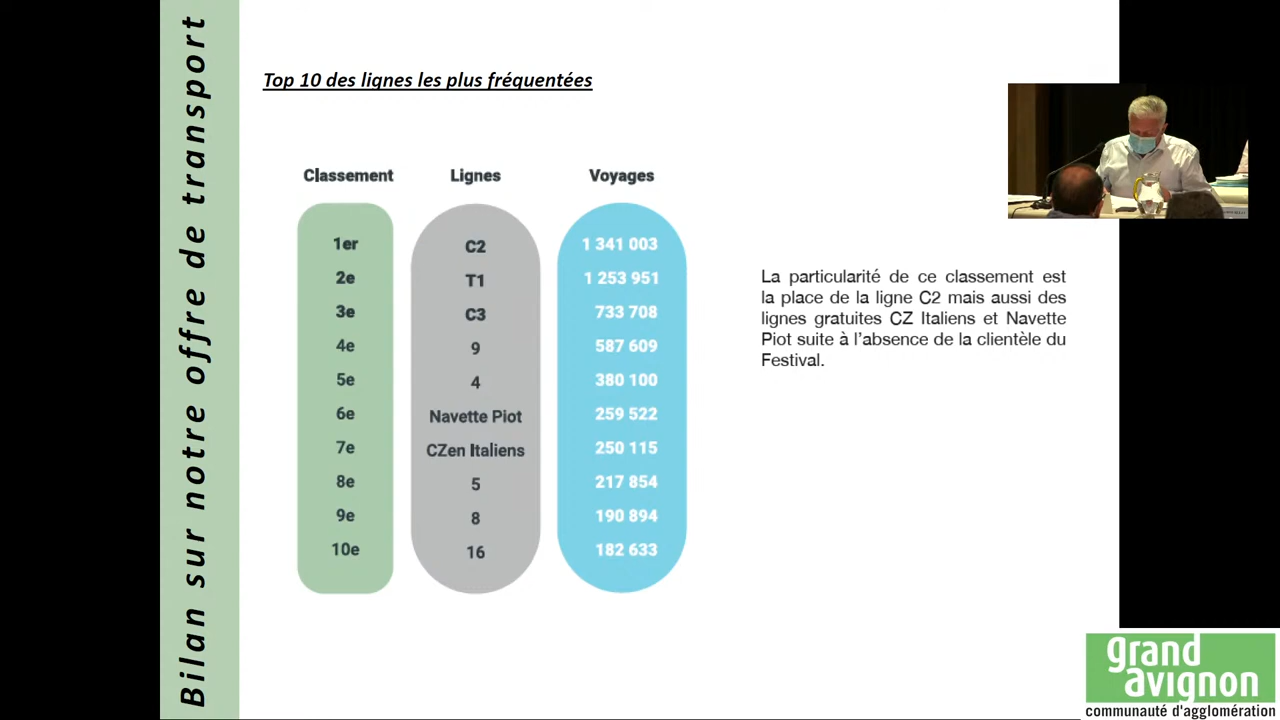 Bilan sur notre offre de transport
Top 10 des lignes les plus fréquentées
Classement Lignes Voyages
1er C2 1 341 003
2e T1 1 253 951
3e C3 733 708
4e 9 587 609
5e 4 380 100
6e Navette Piot 259 522
7e CZen Italiens 250 115
8e 5 217 854
9e 8 190 894
10e 16 182 633
La particularité de ce classement est
la place de la ligne C2 mais aussi des
lignes gratuites CZ Italiens et Navette
Piot suite à l'absence de la clientèle du
Festival.
grand
avignon
communauté d'agglomération